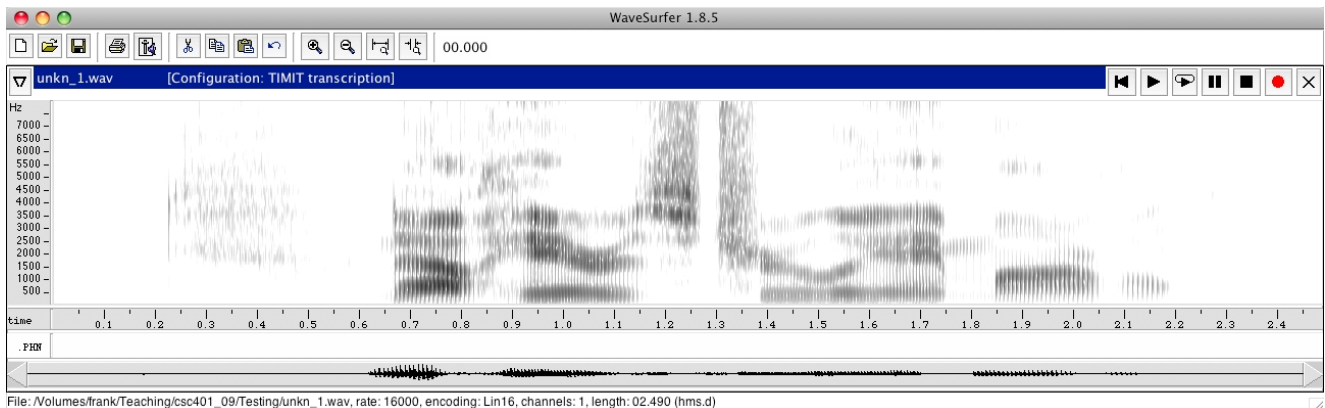 WaveSurfer 1.8.5
00.000
unkn_1.wav [Configuration: TIMIT transcription]
Hz
7000
6500
6000
5500
5000
4500
4000
3500
3000
2500
2000
1500
1000
500
time 0.1 0.2 0.3 0.4 0.5 0.6 0.7 0.8 0.9 1.0 1.1 1.2 1.3 1.4 1.5 1.6 1.7 1.8 1.9 2.0 2.1 2.2 2.3 2.4
.PHN
File: /Volumes/frank/Teaching/csc401_09/Testing/unkn_1.wav, rate: 16000, encoding: Lin16, channels: 1, length: 02.490 (hms.d)